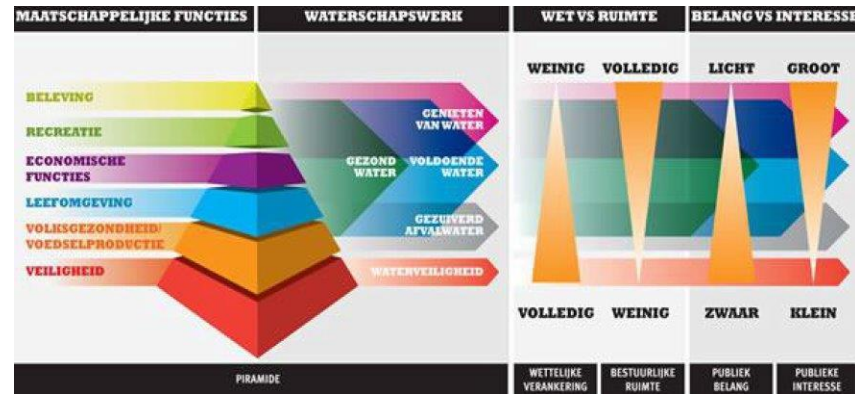 MAATSCHAPPELIJKE FUNCTIES
WATERSCHAPSWERK
WET VS RUIMTE
BELANG VS INTERESSE
BELEVING
RECREATIE
ECONOMISCHE
FUNCTIES
LEEFOMGEVING
VOLKSGEZONDHEID/
VOEDSELPRODUCTIE
VEILIGHEID
GENIETEN
VAN WATER
GEZOND
WATER
VOLDOENDE
WATER
GEZUIVERD
AFVALWATER
WATERVEILIGHEID
WEINIG
VOLLEDIG
LICHT
GROOT
VOLLEDIG
WEINIG
ZWAAR
KLEIN
PIRAMIDE
WETTELIJKE
VERANKERING
BESTUURLIJKE
RUIMTE
PUBLIEK
BELANG
PUBLIEKE
INTERESSE